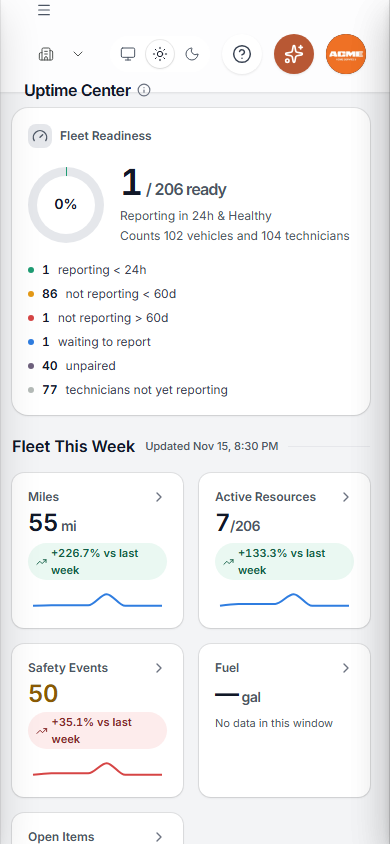 ACME
Uptime Center
Fleet Readiness
0%
1 / 206 ready
Reporting in 24h & Healthy
Counts 102 vehicles and 104 technicians
1 reporting < 24h
86 not reporting < 60d
1 not reporting > 60d
1 waiting to report
40 unpaired
77 technicians not yet reporting
Fleet This Week Updated Nov 15, 8:30 PM
Miles
55 mi
+226.7% vs last
week
Active Resources
7/206
+133.3% vs last
week
Safety Events
50
+35.1% vs last
week
Fuel
— gal
No data in this window
Open Items